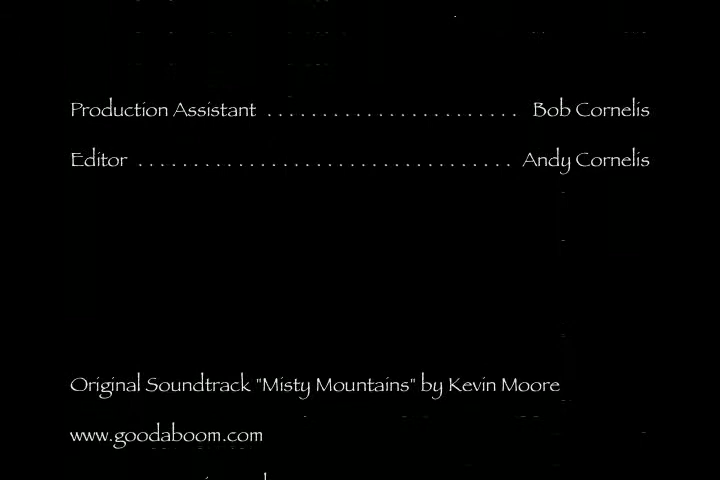 Production Assistant . . . . . . . . . . . . . . . . . . . . . . . Bob Cornelis
Editor . . . . . . . . . . . . . . . . . . . . . . . . . . . . . . . . . . Andy Cornelis
Original Soundtrack "Misty Mountains" by Kevin Moore
www.goodaboom.com